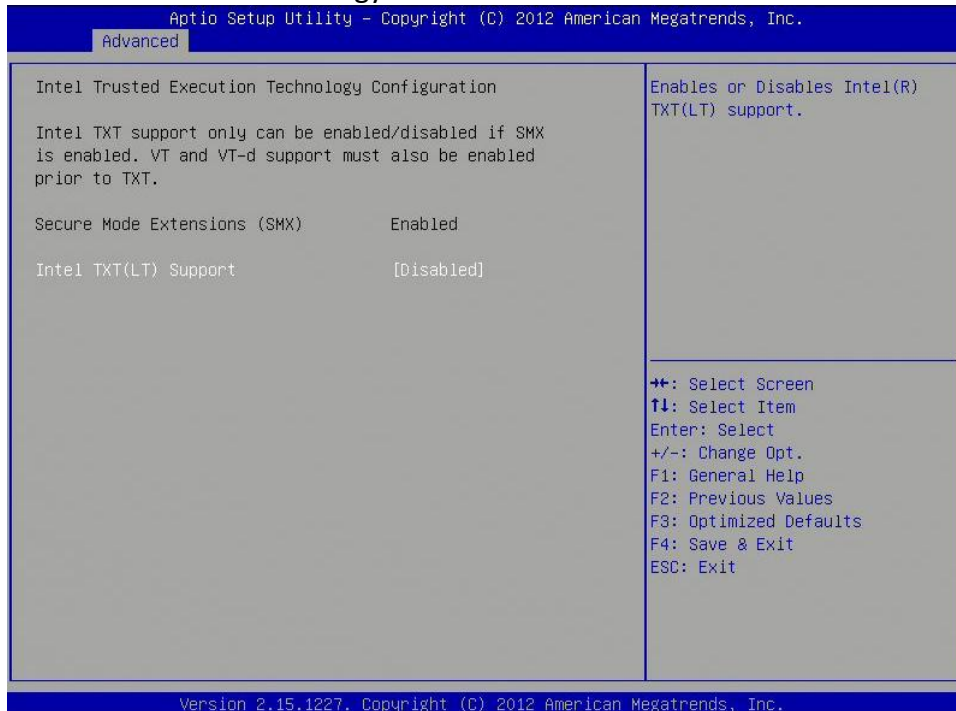 Aptio Setup Utility – Copyright (C) 2012 American Megatrends, Inc.
Advanced
Intel Trusted Execution Technology Configuration
Intel TXT support only can be enabled/disabled if SMX
is enabled. VT and VT-d support must also be enabled
prior to TXT.
Secure Mode Extensions (SMX) Enabled
Intel TXT(LT) Support [Disabled]
Enables or Disables Intel(R)
TXT(LT) support.
→←: Select Screen
↑↓: Select Item
Enter: Select
+/-: Change Opt.
F1: General Help
F2: Previous Values
F3: Optimized Defaults
F4: Save & Exit
ESC: Exit
Version 2.15.1227. Copyright (C) 2012 American Megatrends, Inc.